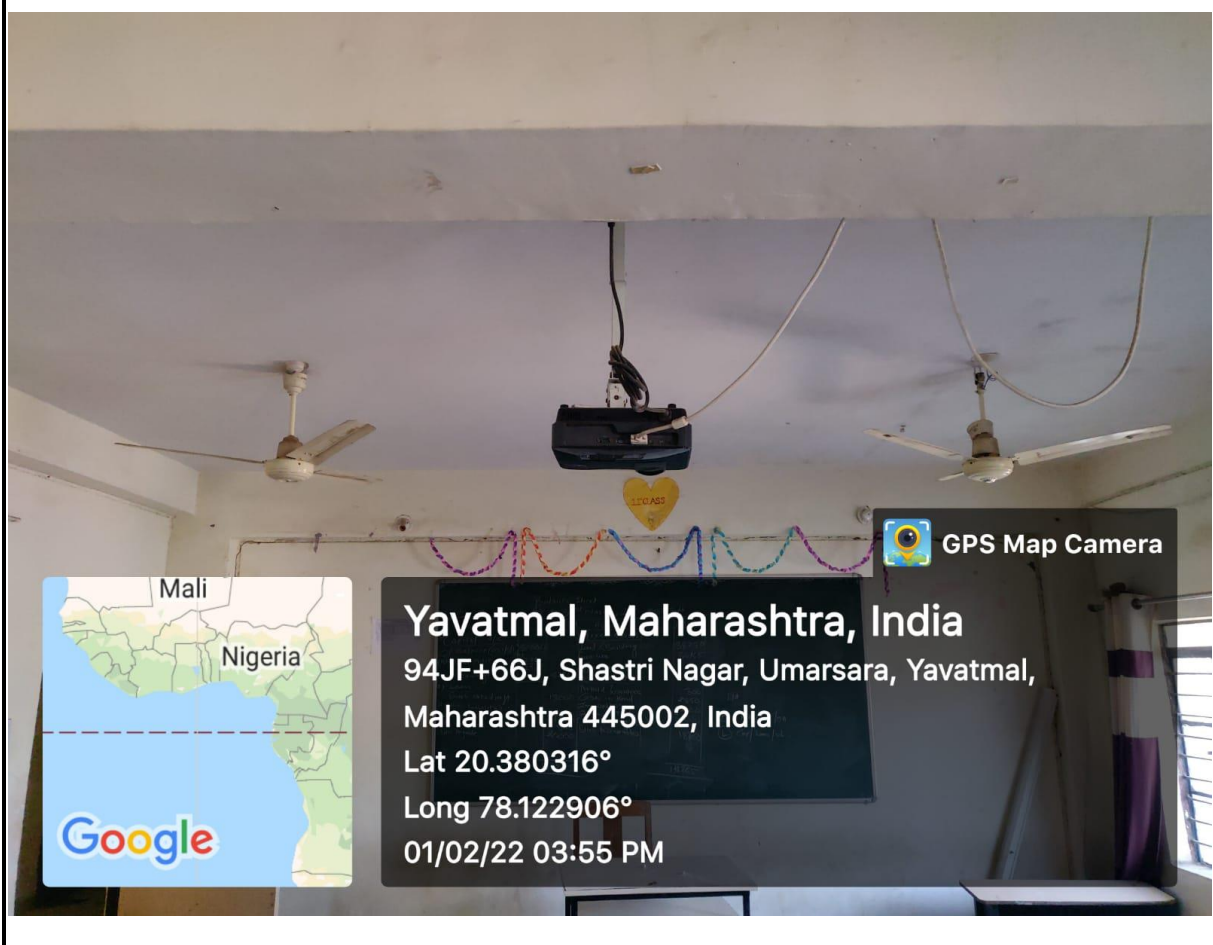 GPS Map Camera
Mali
Nigeria
Google
Yavatmal, Maharashtra, India
94JF+66J, Shastri Nagar, Umarsara, Yavatmal,
Maharashtra 445002, India
Lat 20.380316°
Long 78.122906°
01/02/22 03:55 PM